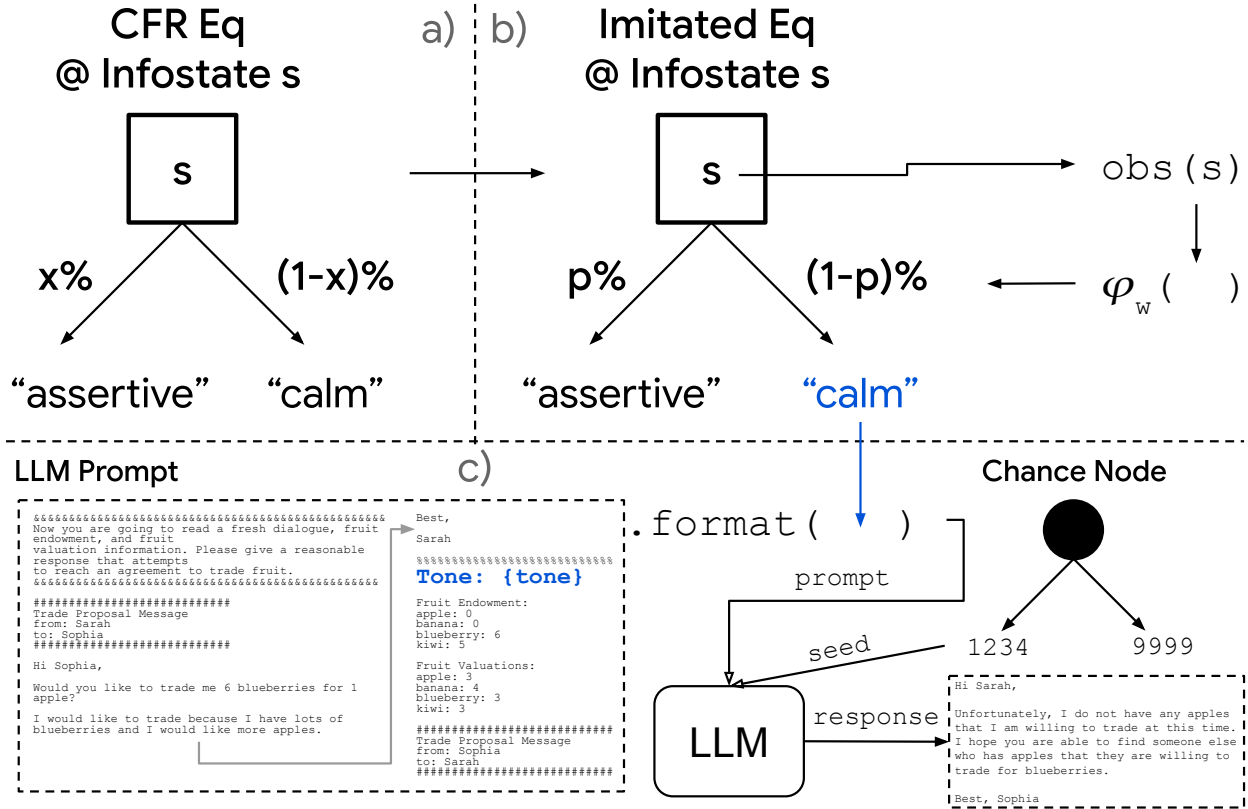 CFR Eq
@ Infostate s
a)
s
x%
(1-x)%
“assertive”
“calm”
b)
Imitated Eq
@ Infostate s
s
obs(s)
p%
(1-p)%
φw( )
“assertive”
“calm”
LLM Prompt
c)
&&&&&&&&&&&&&&&&&&&&&&&&&&&&&&&&&&&&&&&&&&&&&&&&&&
Now you are going to read a fresh dialogue, fruit
endowment, and fruit
valuation information. Please give a reasonable
response that attempts
to reach an agreement to trade fruit.
&&&&&&&&&&&&&&&&&&&&&&&&&&&&&&&&&&&&&&&&&&&&&&&&&
############################
Trade Proposal Message
from: Sarah
to: Sophia
############################
Hi Sophia,
Would you like to trade me 6 blueberries for 1
apple?
I would like to trade because I have lots of
blueberries and I would like more apples.
Best,
Sarah
%%%%%%%%%%%%%%%%%%%%%%%%%%%%
Tone: {tone}
Fruit Endowment:
apple: 0
banana: 0
blueberry: 6
kiwi: 5
Fruit Valuations:
apple: 3
banana: 4
blueberry: 3
kiwi: 3
############################
Trade Proposal Message
from: Sophia
to: Sarah
############################
.format( )
prompt
Chance Node
seed
1234
9999
LLM
response
Hi Sarah,
Unfortunately, I do not have any apples
that I am willing to trade at this time.
I hope you are able to find someone else
who has apples that they are willing to
trade for blueberries.
Best, Sophia